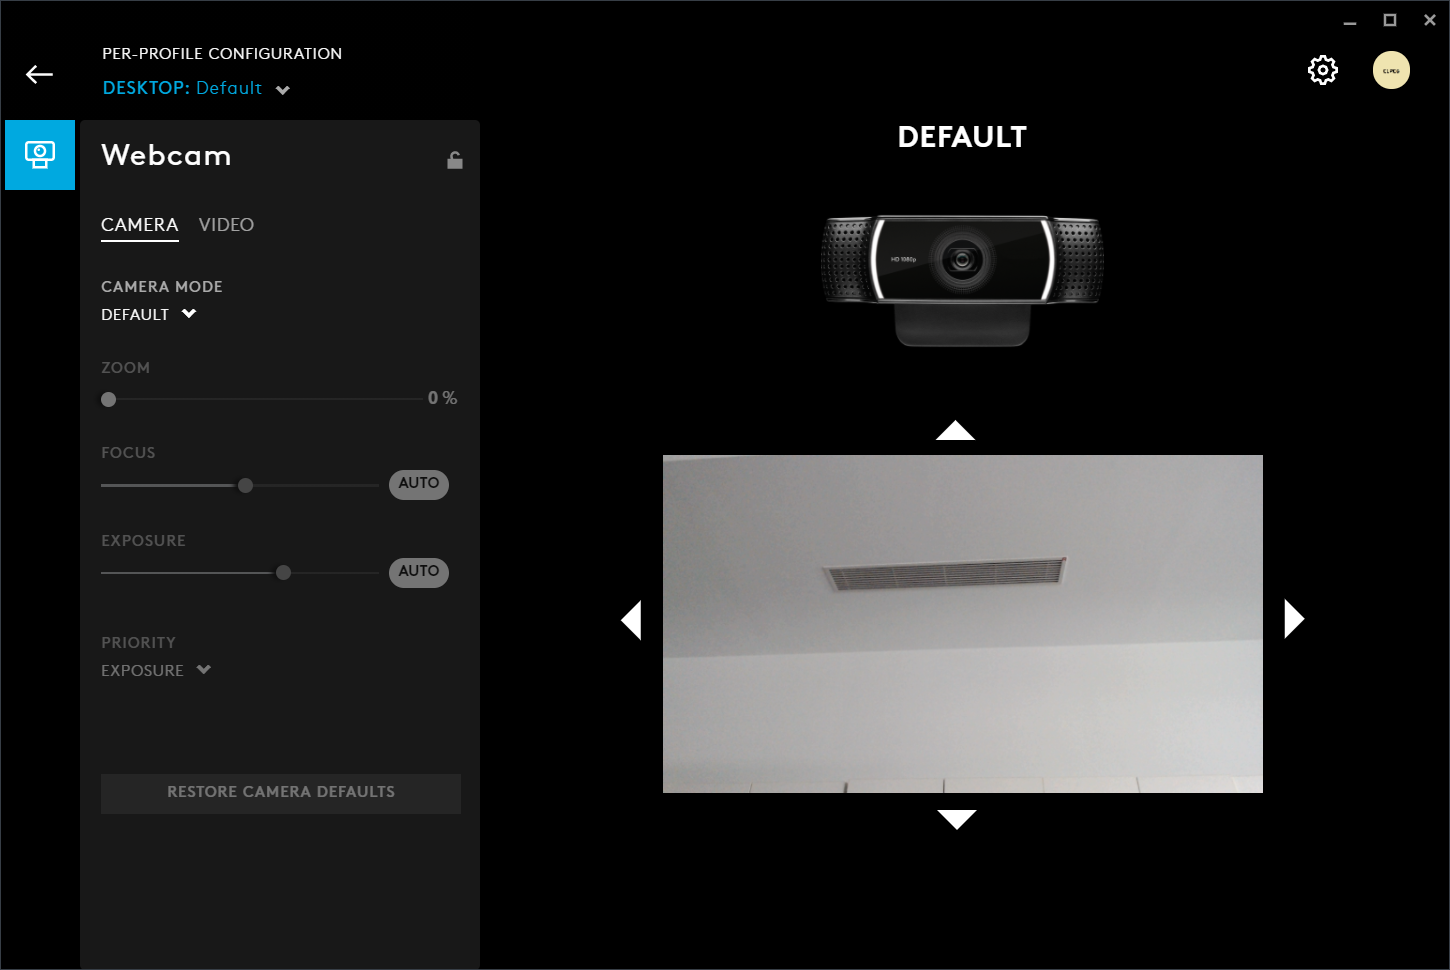 PER-PROFILE CONFIGURATION
DESKTOP: Default
Webcam
CAMERA VIDEO
CAMERA MODE
DEFAULT
ZOOM
0 %
FOCUS
AUTO
EXPOSURE
AUTO
PRIORITY
EXPOSURE
RESTORE CAMERA DEFAULTS
DEFAULT
HD 1080p